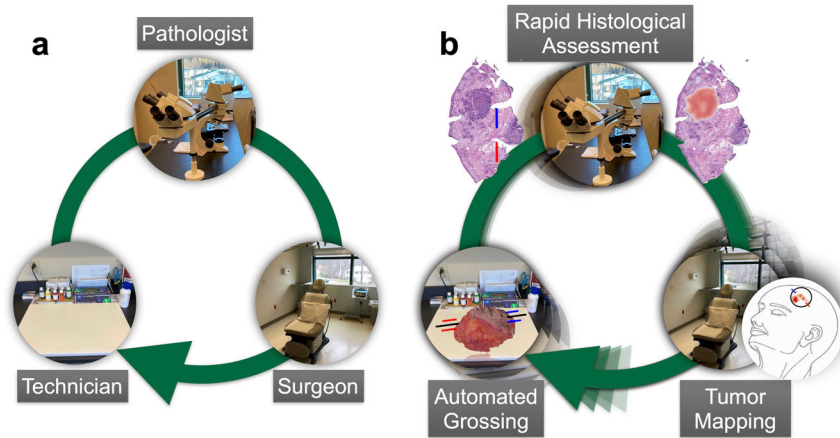 a
Pathologist
Technician
Surgeon
b
Rapid Histological
Assessment
Automated
Grossing
Tumor
Mapping